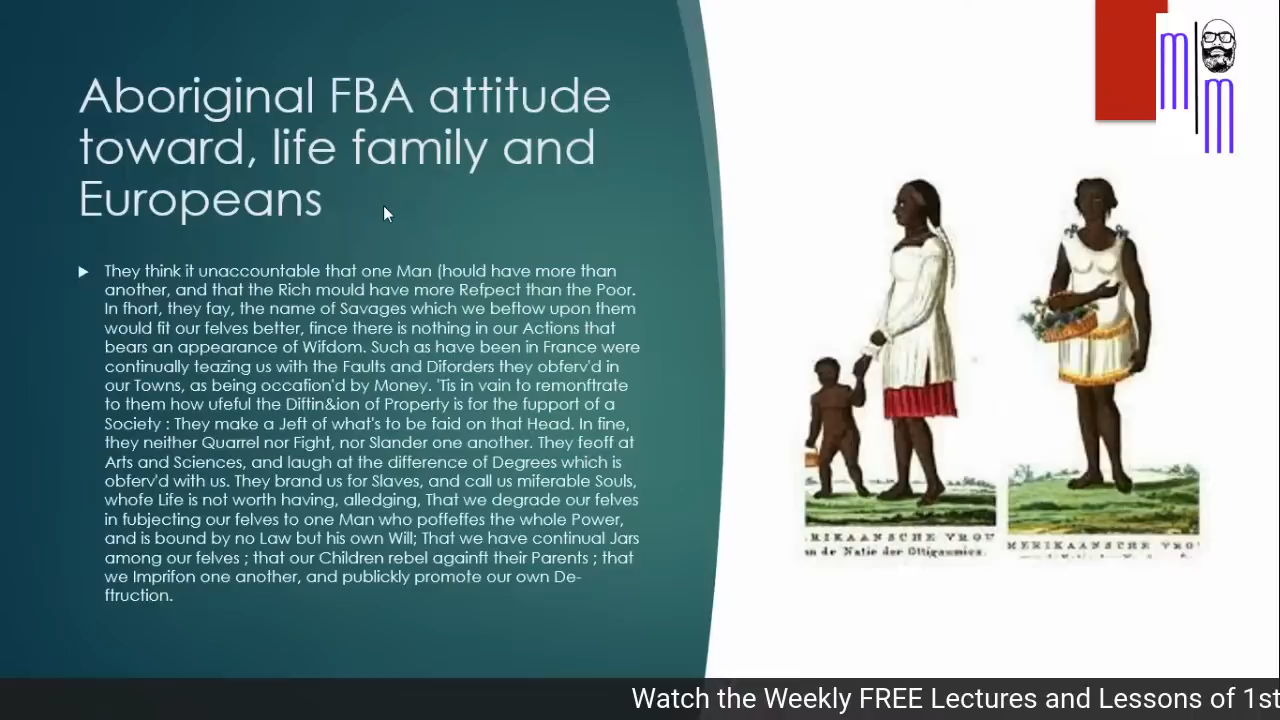 Aboriginal FBA attitude
toward, life family and
Europeans
They think it unaccountable that one Man (hould have more than
another, and that the Rich mould have more Refpect than the Poor.
In fhort, they fay, the name of Savages which we beftow upon them
would fit our felves better, fince there is nothing in our Actions that
bears an appearance of Wifdom. Such as have been in France were
continually teazing us with the Faults and Diforders they obferv'd in
our Towns, as being occafion'd by Money. 'Tis in vain to remonftrate
to them how ufeful the Diftin&ion of Property is for the fupport of a
Society : They make a Jeft of what's to be faid on that Head. In fine,
they neither Quarrel nor Fight, nor Slander one another. They feoff at
Arts and Sciences, and laugh at the difference of Degrees which is
obferv'd with us. They brand us for Slaves, and call us miferable Souls,
whofe Life is not worth having, alledging, That we degrade our felves
in fubjecting our felves to one Man who poffeffes the whole Power,
and is bound by no Law but his own Will; That we have continual Jars
among our felves ; that our Children rebel againft their Parents ; that
we Imprifon one another, and publickly promote our own De-
ftruction.
m
m
RIKAANSCHE VROU
n de Natie der Ottigaumies.
MERIKAANSCHE VRO
Watch the Weekly FREE Lectures and Lessons of 1st